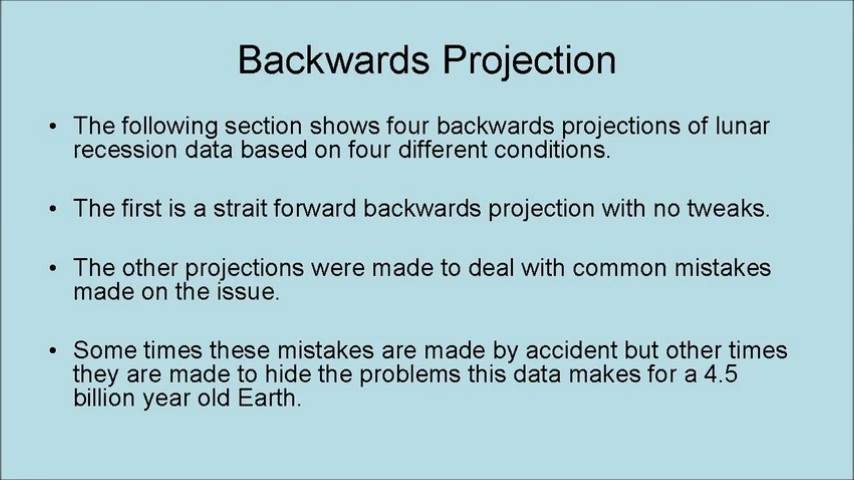 Backwards Projection
• The following section shows four backwards projections of lunar
recession data based on four different conditions.
• The first is a strait forward backwards projection with no tweaks.
• The other projections were made to deal with common mistakes
made on the issue.
• Some times these mistakes are made by accident but other times
they are made to hide the problems this data makes for a 4.5
billion year old Earth.